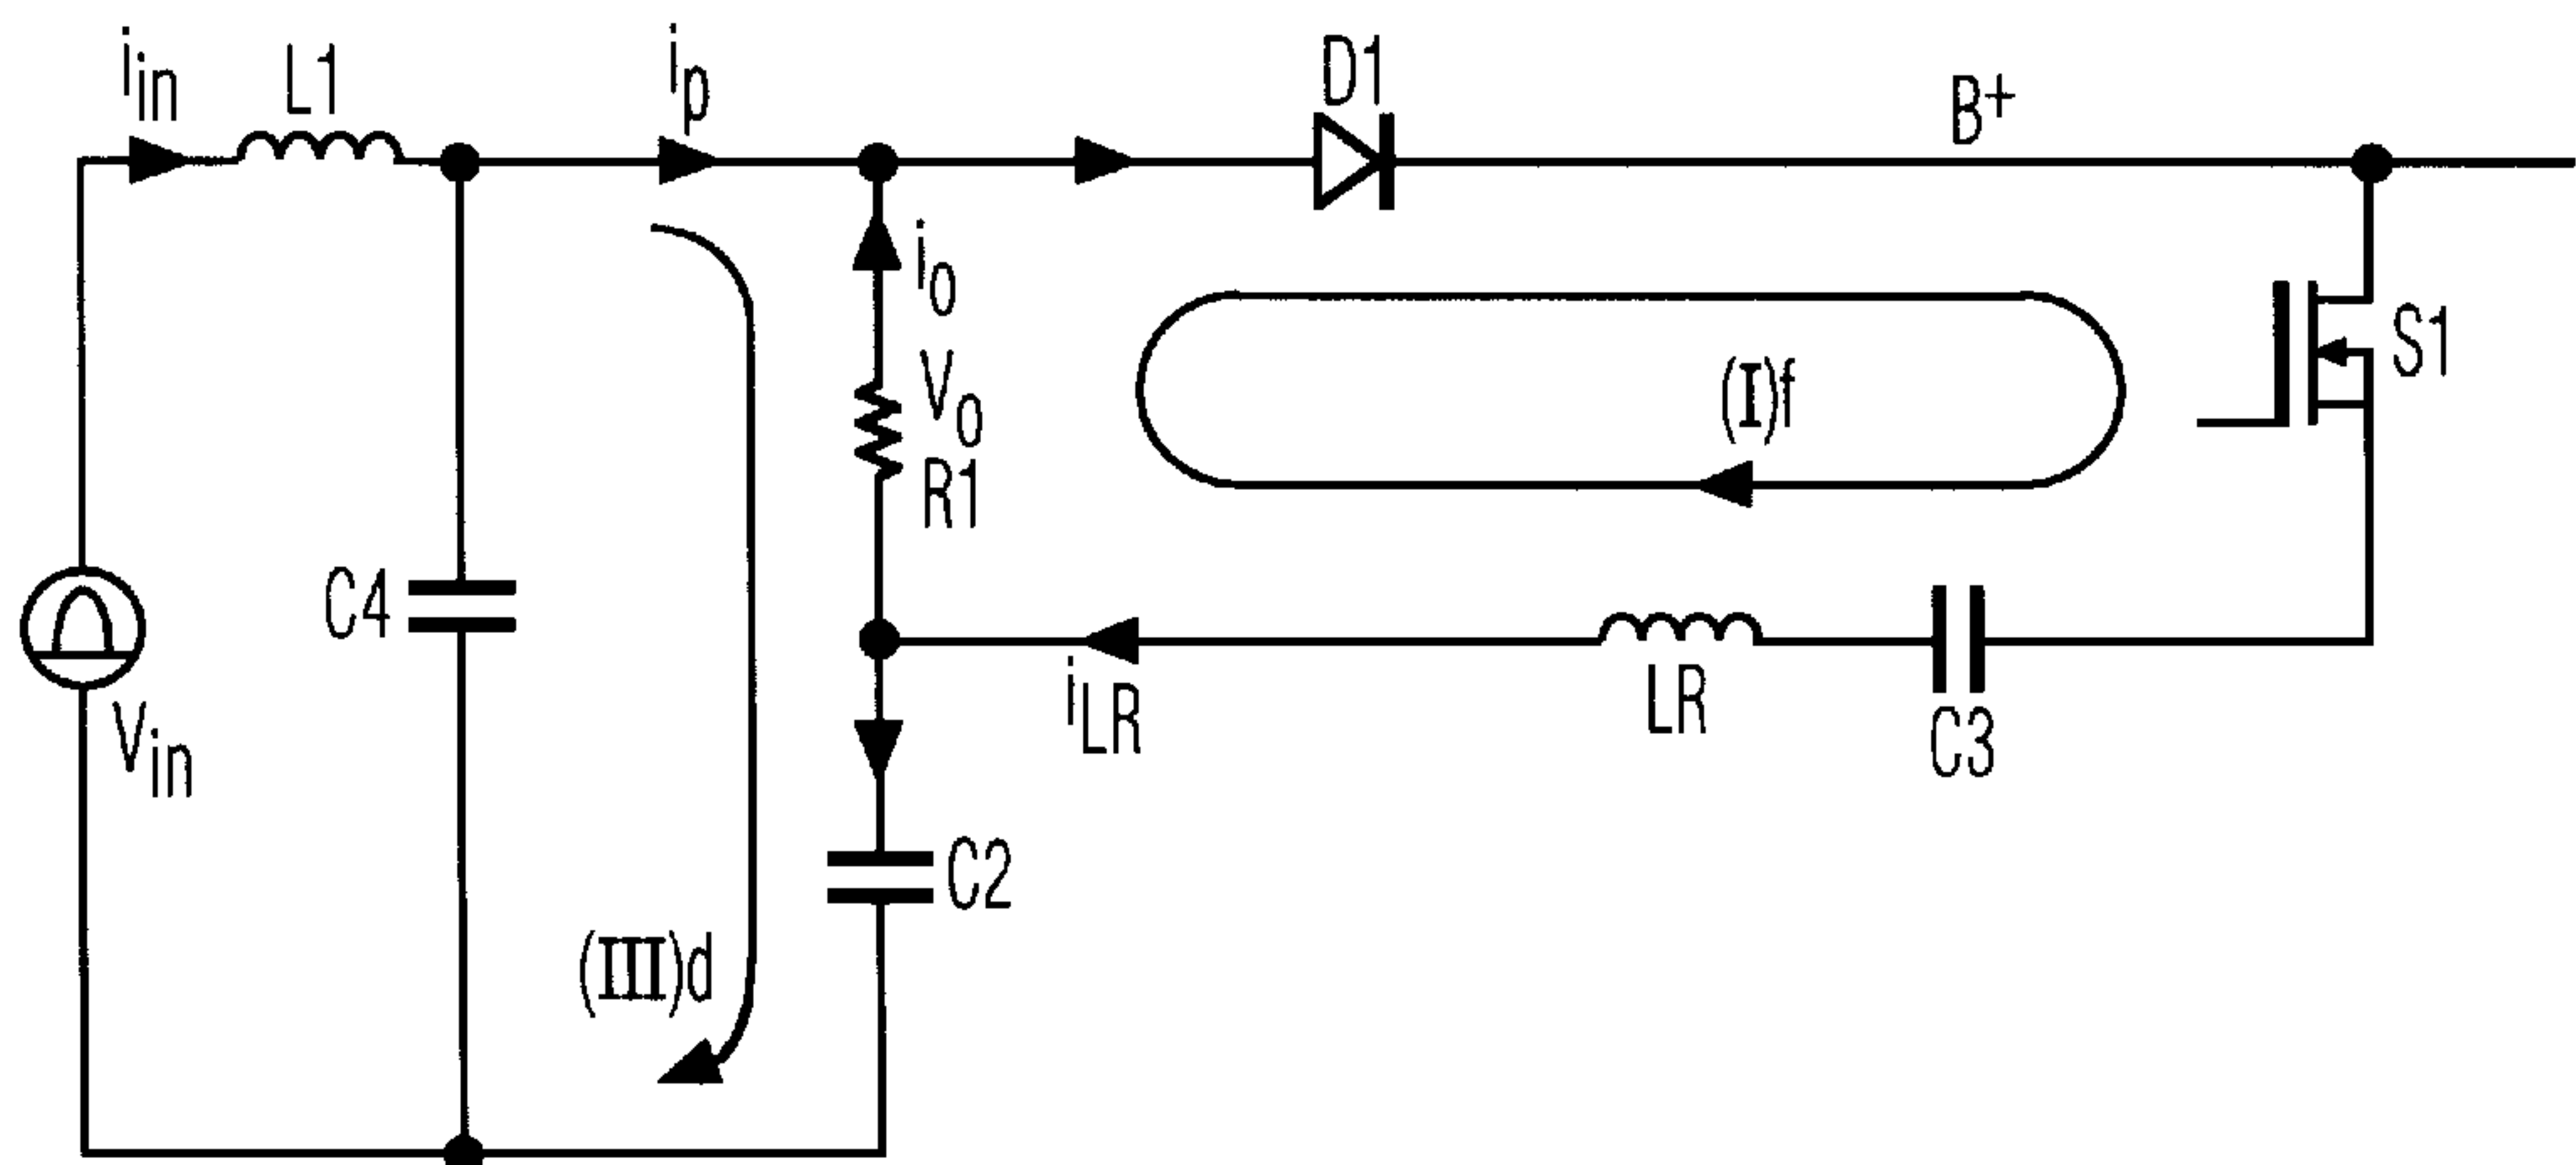 i_in
L1
i_p
D1
B+
i_o
V_o
R1
(I)f
S1
C4
V_in
i_LR
LR
C3
C2
(III)d